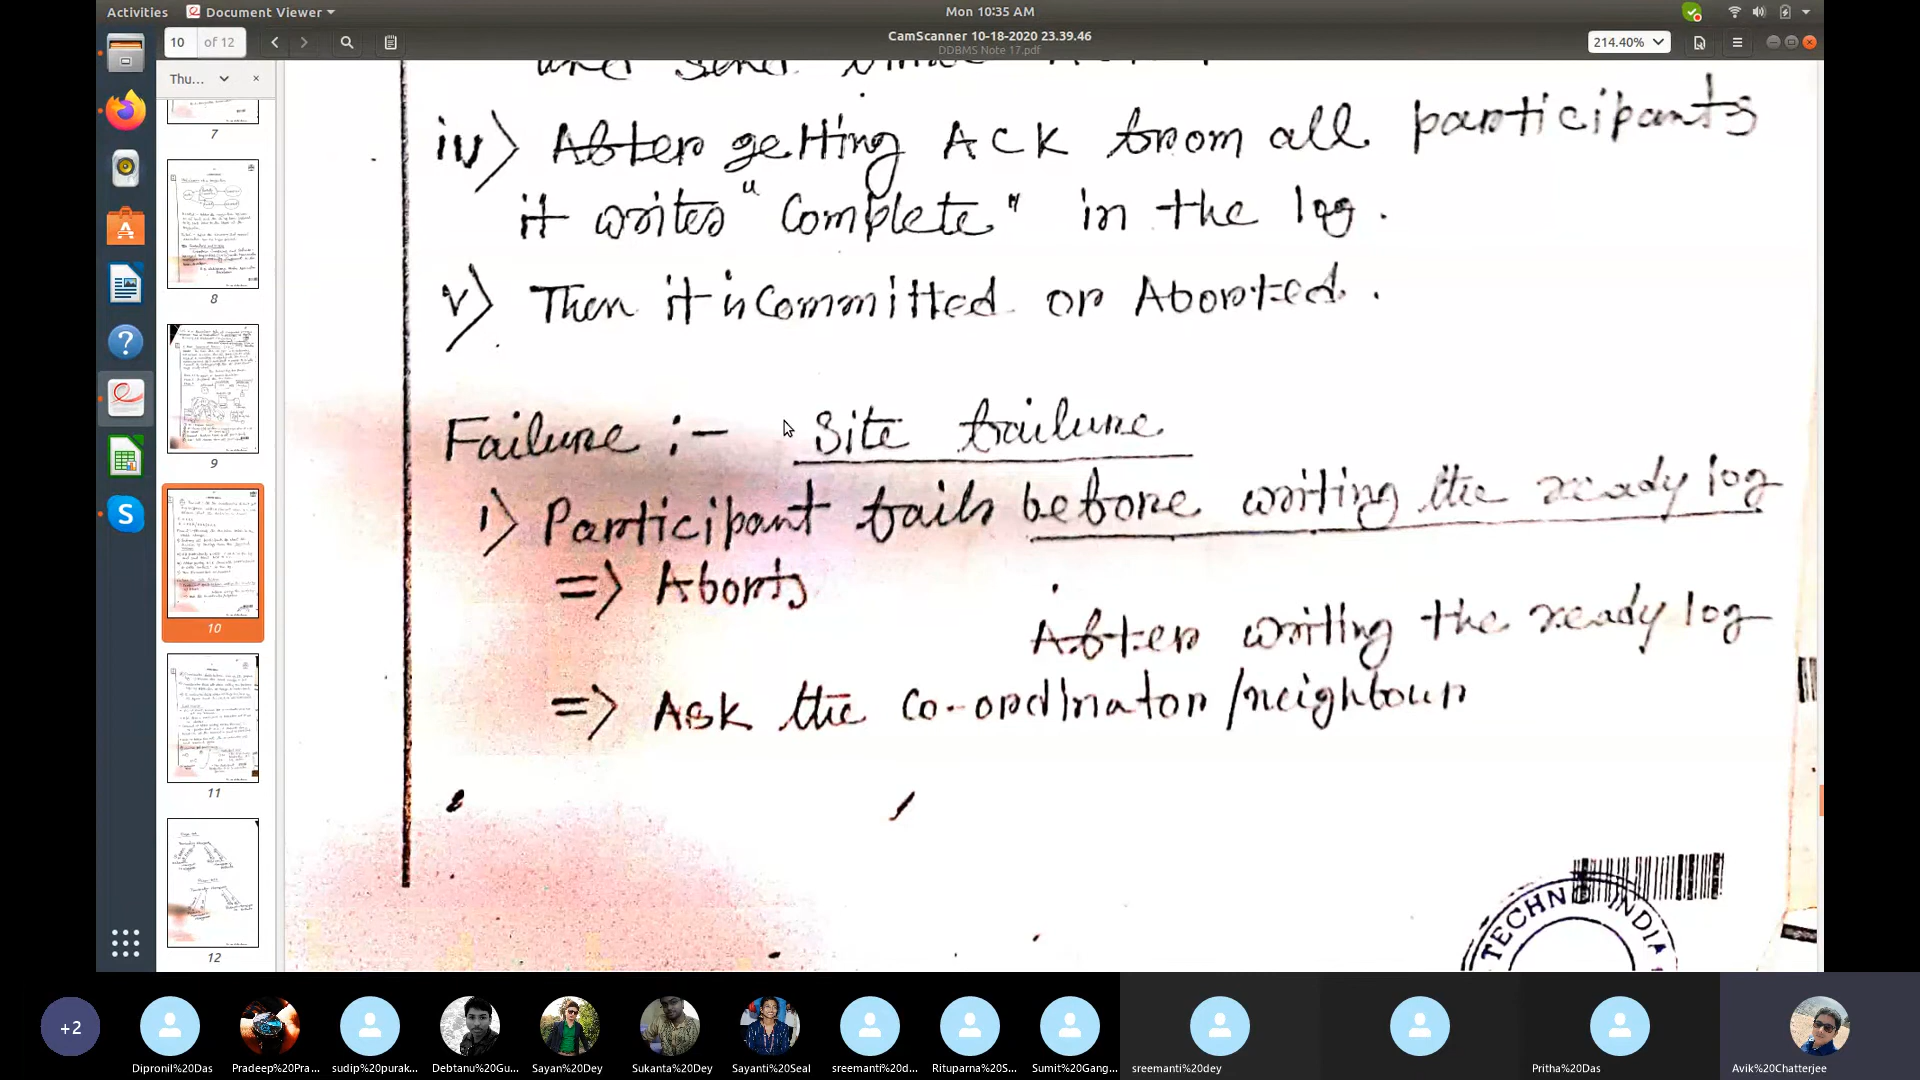 Activities
Document Viewer
Mon 10:35 AM
10 of 12
CamScanner 10-18-2020 23.39.46
DDBMS Note 17.pdf
214.40%
Thu...
7
8
9
10
11
12
and send
iv) After getting ACK from all participants
it writes "Complete" in the log.
v) Then it is committed or Aborted.
Failure :- Site failure
i) Participant fails before writing the ready log
=> Aborts
After writing the ready log
=> Ask the co-ordinator/neighbour
TECHNO INDIA
+2
Dipronil%20Das
Pradeep%20Pra...
sudip%20purak...
Debtanu%20Gu...
Sayan%20Dey
Sukanta%20Dey
Sayanti%20Seal
sreemanti%20d...
Rituparna%20S...
Sumit%20Gang...
sreemanti%20dey
Pritha%20Das
Avik%20Chatterjee